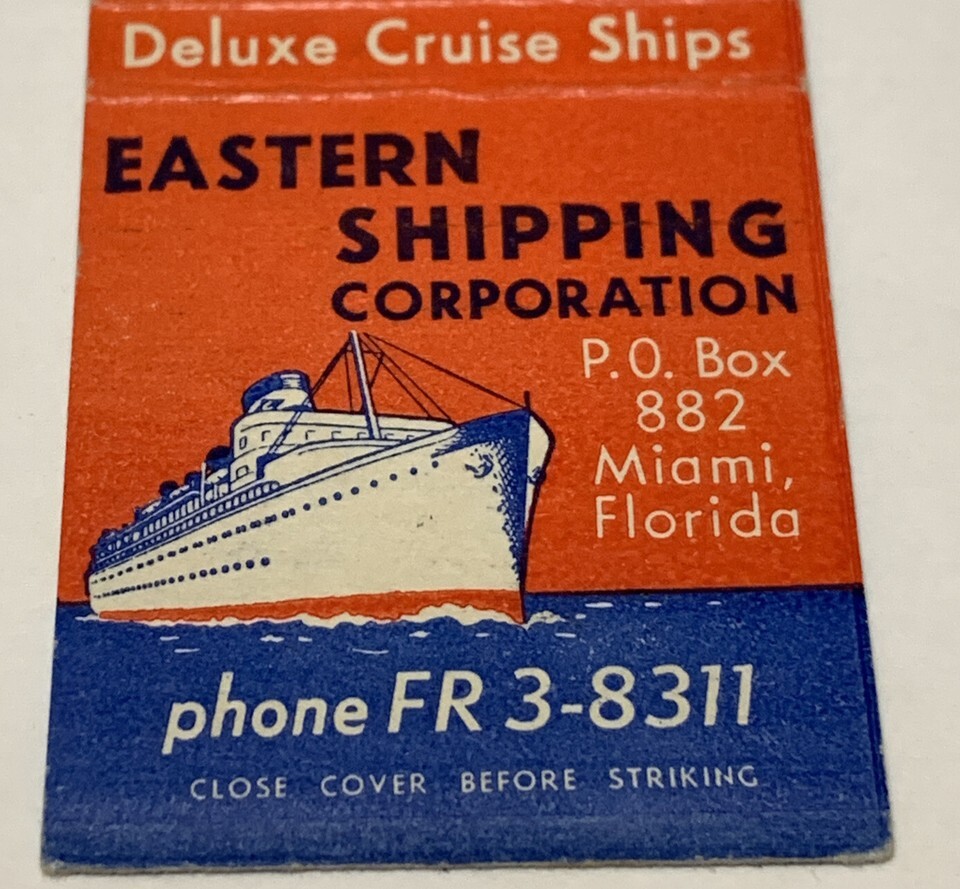 Deluxe Cruise Ships
EASTERN
SHIPPING
CORPORATION
P.O. Box
882
Miami,
Florida
phone FR 3-8311
CLOSE COVER BEFORE STRIKING